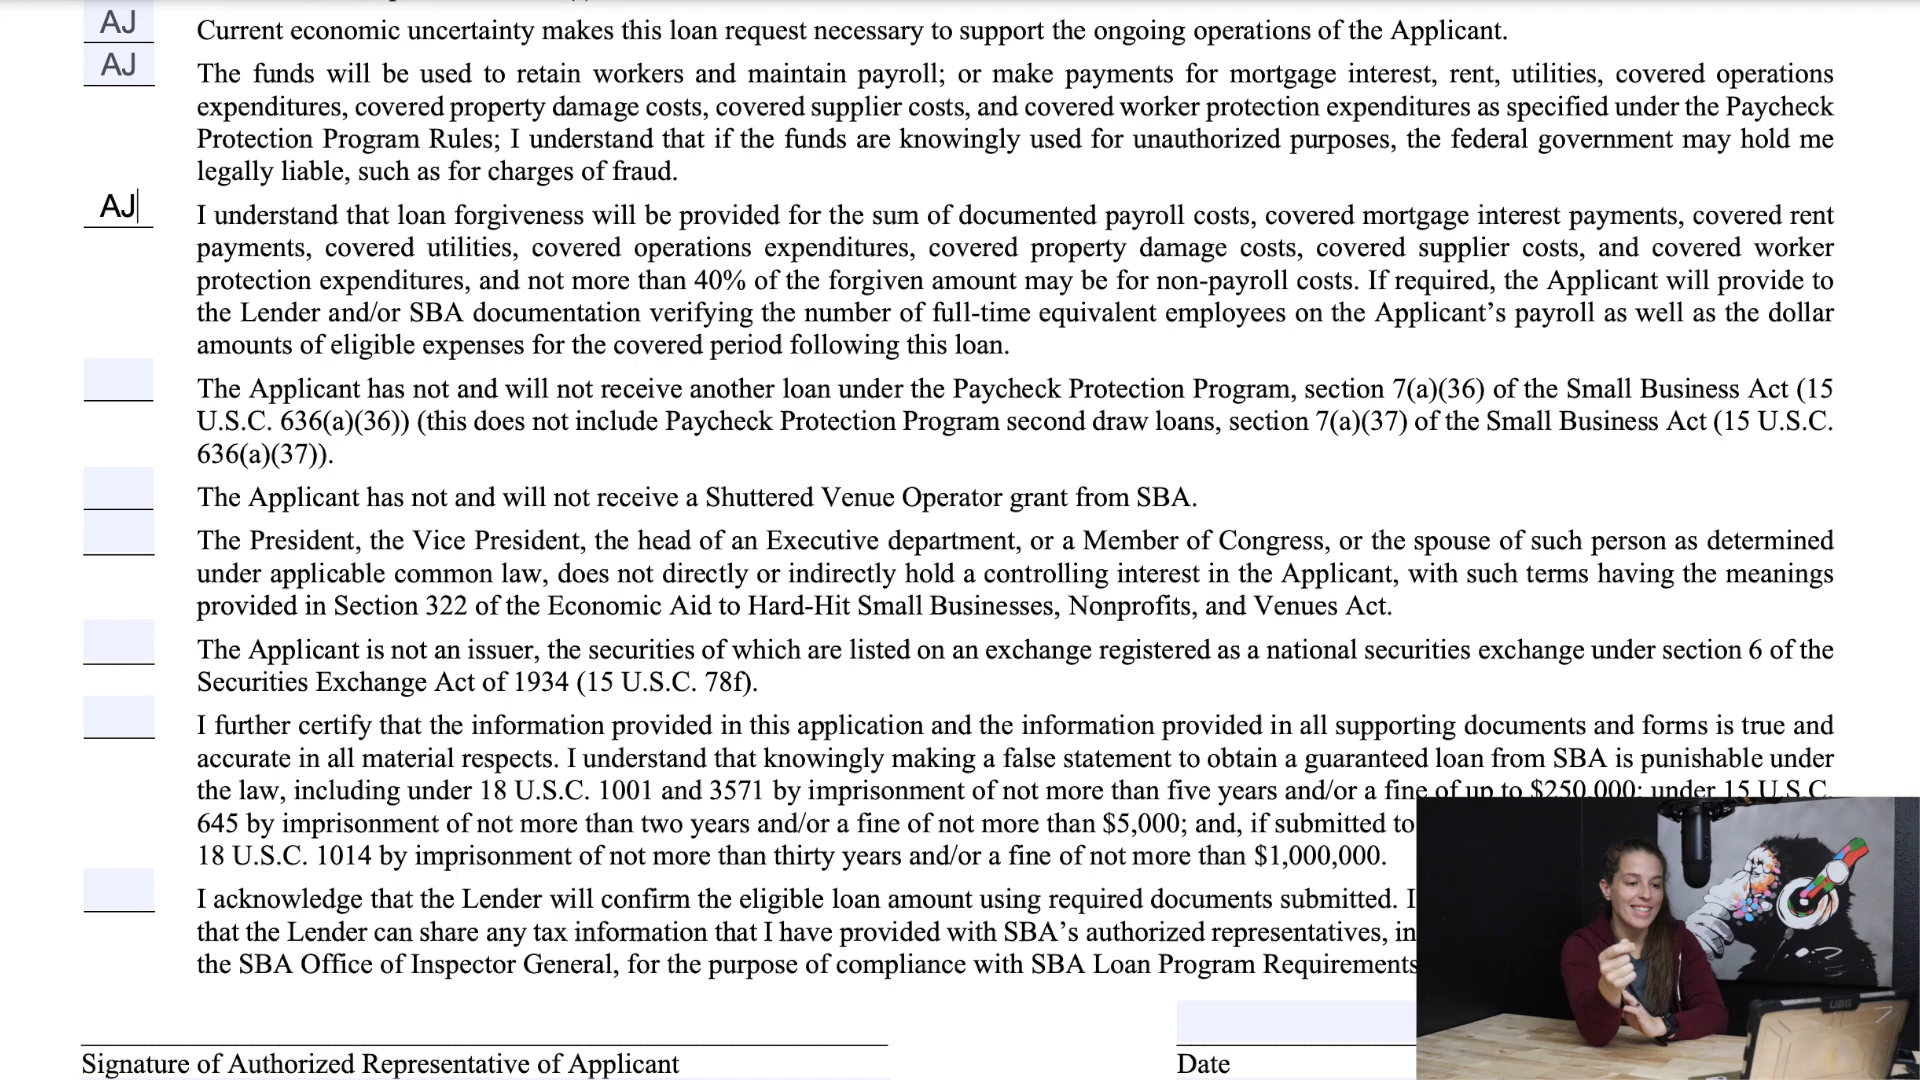 AJ
Current economic uncertainty makes this loan request necessary to support the ongoing operations of the Applicant.
AJ
The funds will be used to retain workers and maintain payroll; or make payments for mortgage interest, rent, utilities, covered operations
expenditures, covered property damage costs, covered supplier costs, and covered worker protection expenditures as specified under the Paycheck
Protection Program Rules; I understand that if the funds are knowingly used for unauthorized purposes, the federal government may hold me
legally liable, such as for charges of fraud.
AJ
I understand that loan forgiveness will be provided for the sum of documented payroll costs, covered mortgage interest payments, covered rent
payments, covered utilities, covered operations expenditures, covered property damage costs, covered supplier costs, and covered worker
protection expenditures, and not more than 40% of the forgiven amount may be for non-payroll costs. If required, the Applicant will provide to
the Lender and/or SBA documentation verifying the number of full-time equivalent employees on the Applicant’s payroll as well as the dollar
amounts of eligible expenses for the covered period following this loan.
The Applicant has not and will not receive another loan under the Paycheck Protection Program, section 7(a)(36) of the Small Business Act (15
U.S.C. 636(a)(36)) (this does not include Paycheck Protection Program second draw loans, section 7(a)(37) of the Small Business Act (15 U.S.C.
636(a)(37)).
The Applicant has not and will not receive a Shuttered Venue Operator grant from SBA.
The President, the Vice President, the head of an Executive department, or a Member of Congress, or the spouse of such person as determined
under applicable common law, does not directly or indirectly hold a controlling interest in the Applicant, with such terms having the meanings
provided in Section 322 of the Economic Aid to Hard-Hit Small Businesses, Nonprofits, and Venues Act.
The Applicant is not an issuer, the securities of which are listed on an exchange registered as a national securities exchange under section 6 of the
Securities Exchange Act of 1934 (15 U.S.C. 78f).
I further certify that the information provided in this application and the information provided in all supporting documents and forms is true and
accurate in all material respects. I understand that knowingly making a false statement to obtain a guaranteed loan from SBA is punishable under
the law, including under 18 U.S.C. 1001 and 3571 by imprisonment of not more than five years and/or a fine of up to $250,000; under 15 U.S.C.
645 by imprisonment of not more than two years and/or a fine of not more than $5,000; and, if submitted to
18 U.S.C. 1014 by imprisonment of not more than thirty years and/or a fine of not more than $1,000,000.
I acknowledge that the Lender will confirm the eligible loan amount using required documents submitted. I
that the Lender can share any tax information that I have provided with SBA’s authorized representatives, in
the SBA Office of Inspector General, for the purpose of compliance with SBA Loan Program Requirements
Signature of Authorized Representative of Applicant
Date